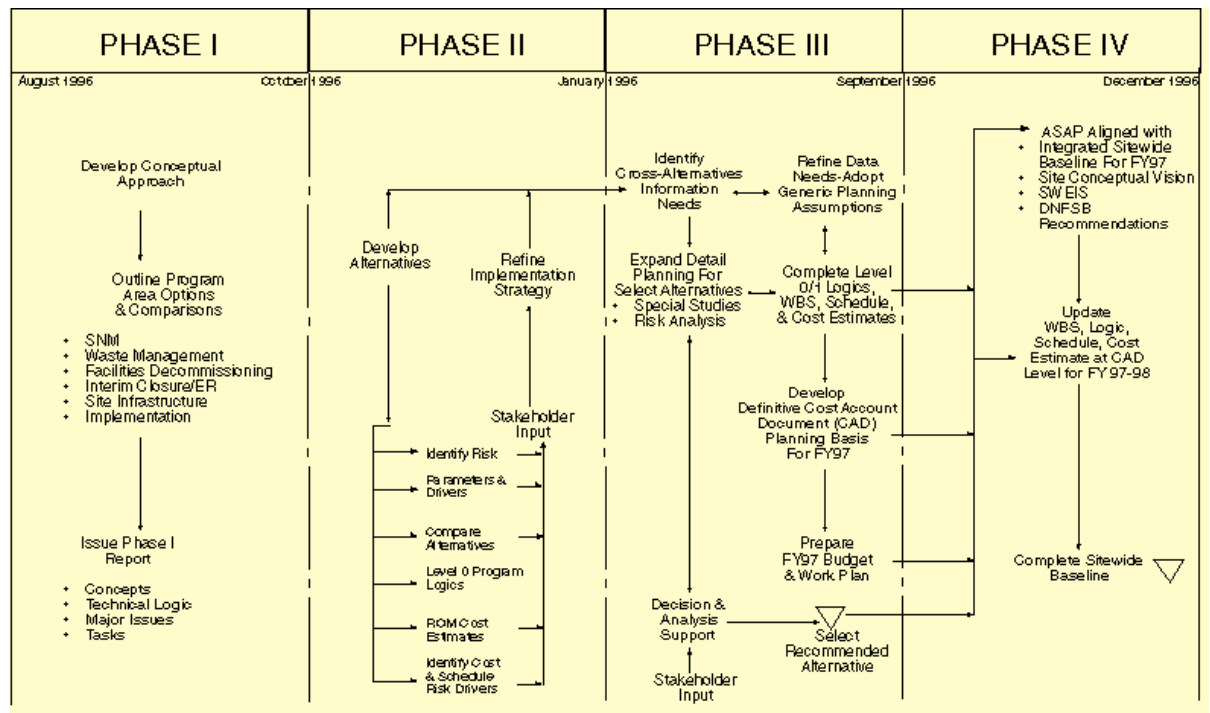 PHASE I
PHASE II
PHASE III
PHASE IV
August 1996
October 1996
January 1996
September 1996
December 1996
Develop Conceptual
Approach
Outline Program
Area Options
& Comparisons
SNM
Waste Management
Facilities Decommissioning
Interim Closure/ER
Site Infrastructure
Implementation
Issue Phase I
Report
Concepts
Technical Logic
Major Issues
Tasks
Develop
Alternatives
Refine
Implementation
Strategy
Stakeholder
Input
Identify Risk
Parameters &
Drivers
Compare
Alternatives
Level 0 Program
Logics
ROM Cost
Estimates
Identify Cost
& Schedule
Risk Drivers
Identify
Cross-Alternatives
Information
Needs
Refine Data
Needs-Adopt
Generic Planning
Assumptions
Expand Detail
Planning For
Select Alternatives
Special Studies
Risk Analysis
Complete Level
0/1 Logics,
WBS, Schedule,
& Cost Estimates
Develop
Definitive Cost Account
Document (CAD)
Planning Basis
For FY97
Prepare
FY97 Budget
& Work Plan
Decision &
Analysis
Support
Select
Recommended
Alternative
Stakeholder
Input
ASAP Aligned with
Integrated Sitewide
Baseline For FY97
Site Conceptual Vision
SWEIS
DNFSB
Recommendations
Update
WBS, Logic,
Schedule, Cost
Estimate at CAD
Level for FY97-98
Complete Sitewide
Baseline